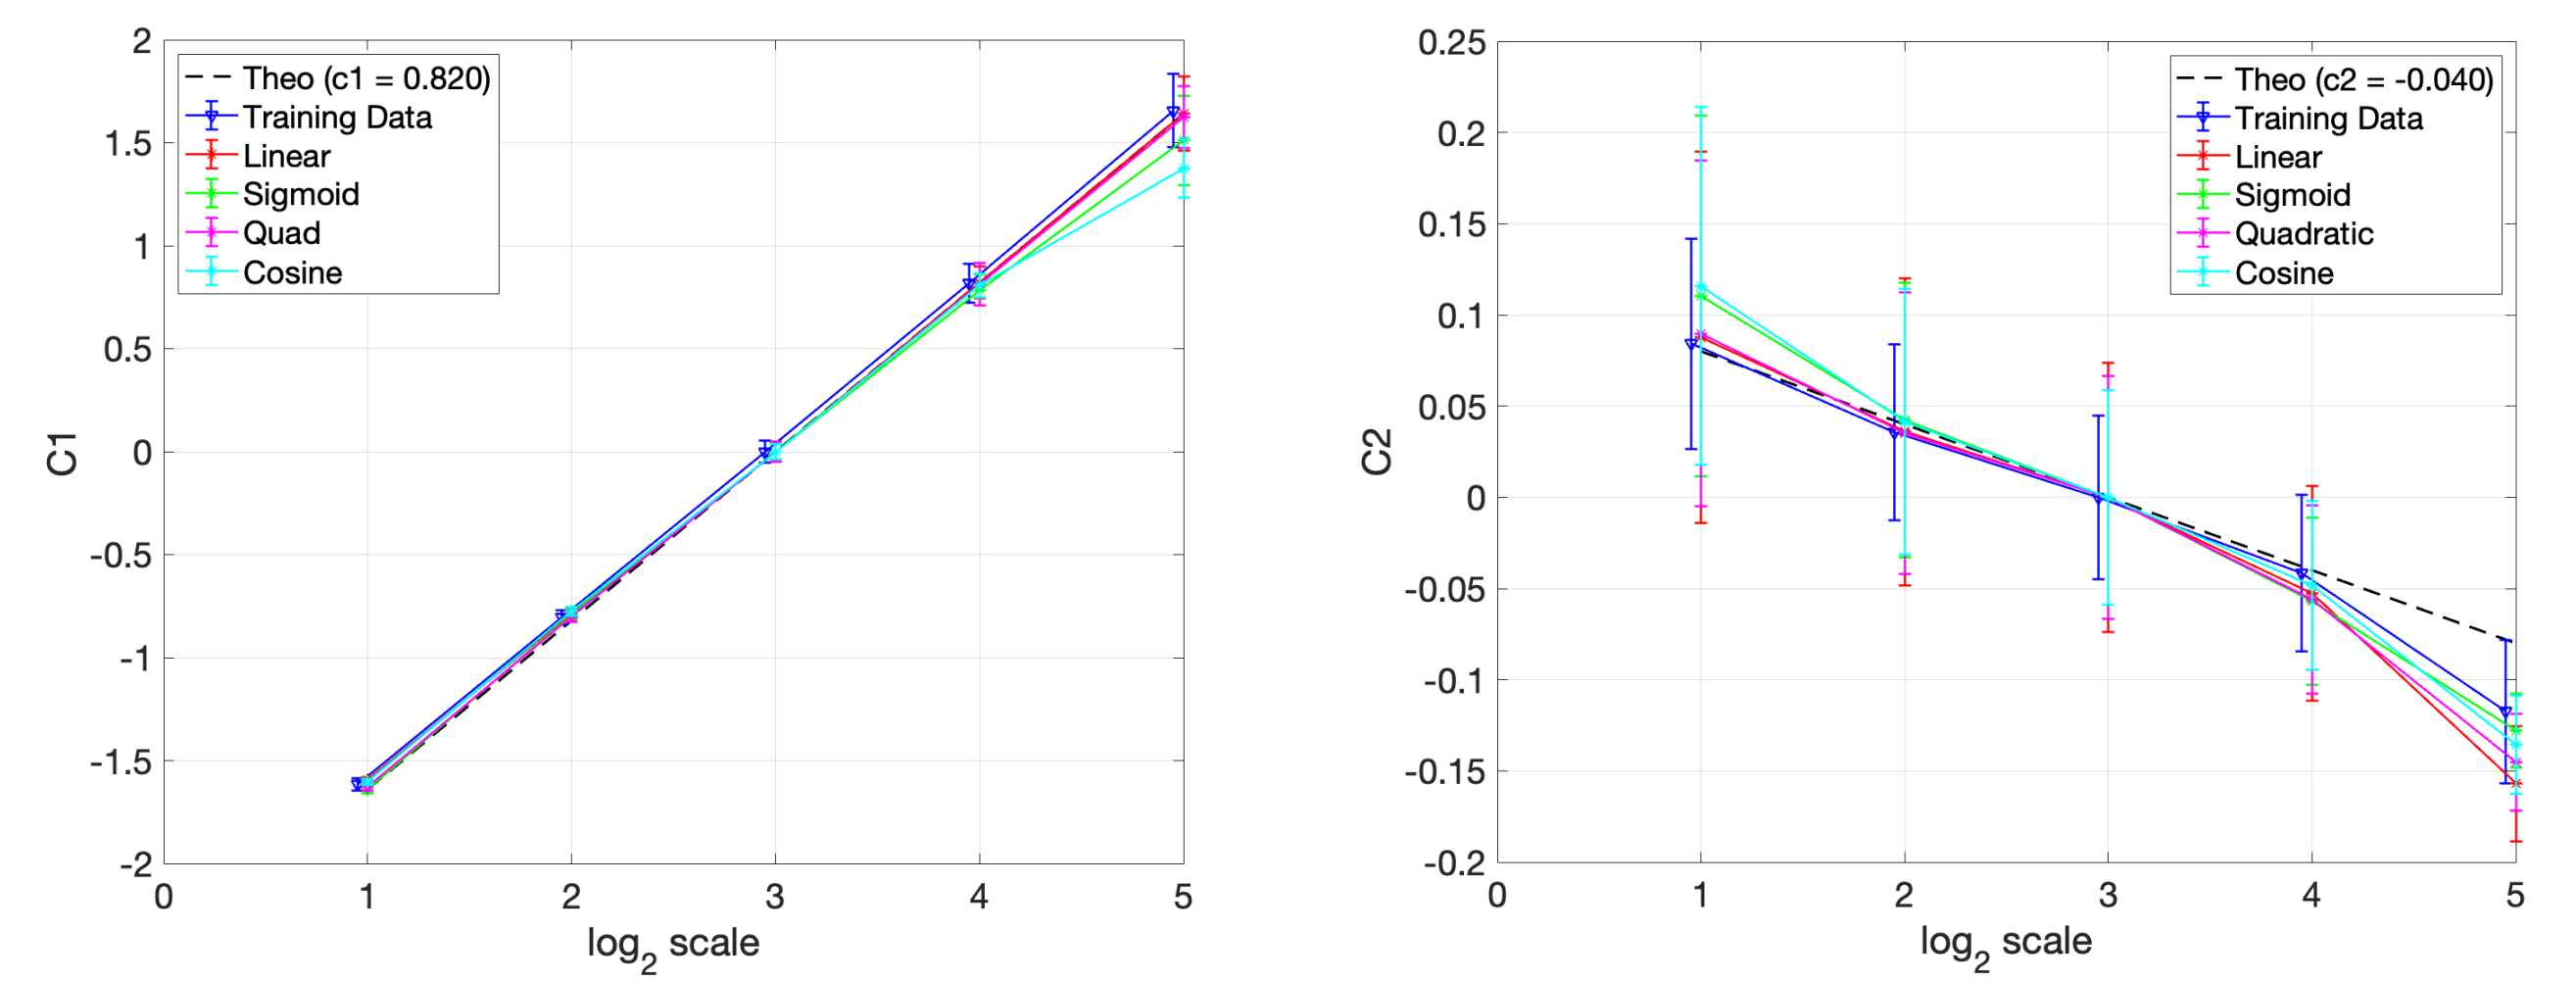 2
1.5
1
0.5
0
-0.5
-1
-1.5
-2
C1
0 1 2 3 4 5
log2 scale
Theo (c1 = 0.820)
Training Data
Linear
Sigmoid
Quad
Cosine
0.25
0.2
0.15
0.1
0.05
0
-0.05
-0.1
-0.15
-0.2
C2
0 1 2 3 4 5
log2 scale
Theo (c2 = -0.040)
Training Data
Linear
Sigmoid
Quadratic
Cosine